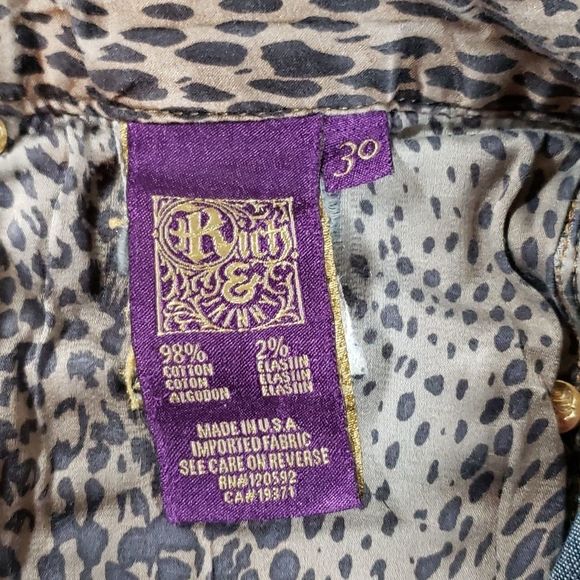 30
Rich
&
SKINNY
98% 2%
COTTON ELASTIN
COTON ELASTIN
ALGODON ELASTIN
MADE IN U.S.A
IMPORTED FABRIC
SEE CARE ON REVERSE
RN#120592
CA#19371